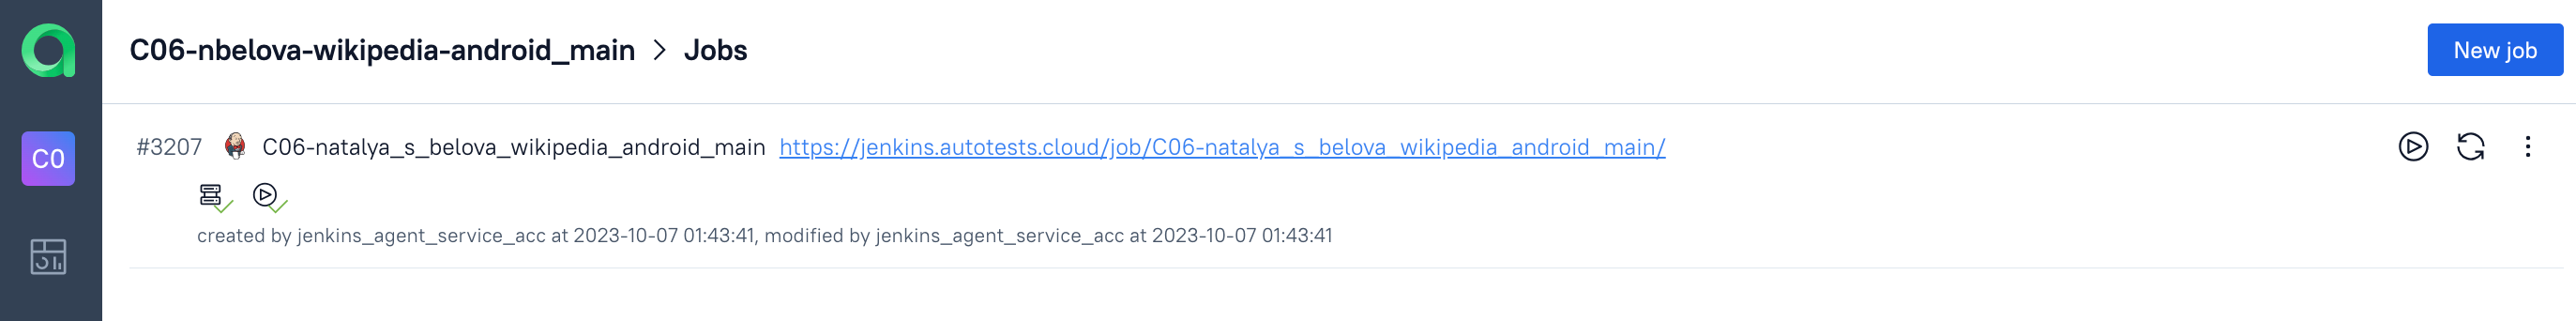 C06-nbelova-wikipedia-android_main > Jobs
New job
C0
#3207 C06-natalya_s_belova_wikipedia_android_main https://jenkins.autotests.cloud/job/C06-natalya_s_belova_wikipedia_android_main/
created by jenkins_agent_service_acc at 2023-10-07 01:43:41, modified by jenkins_agent_service_acc at 2023-10-07 01:43:41